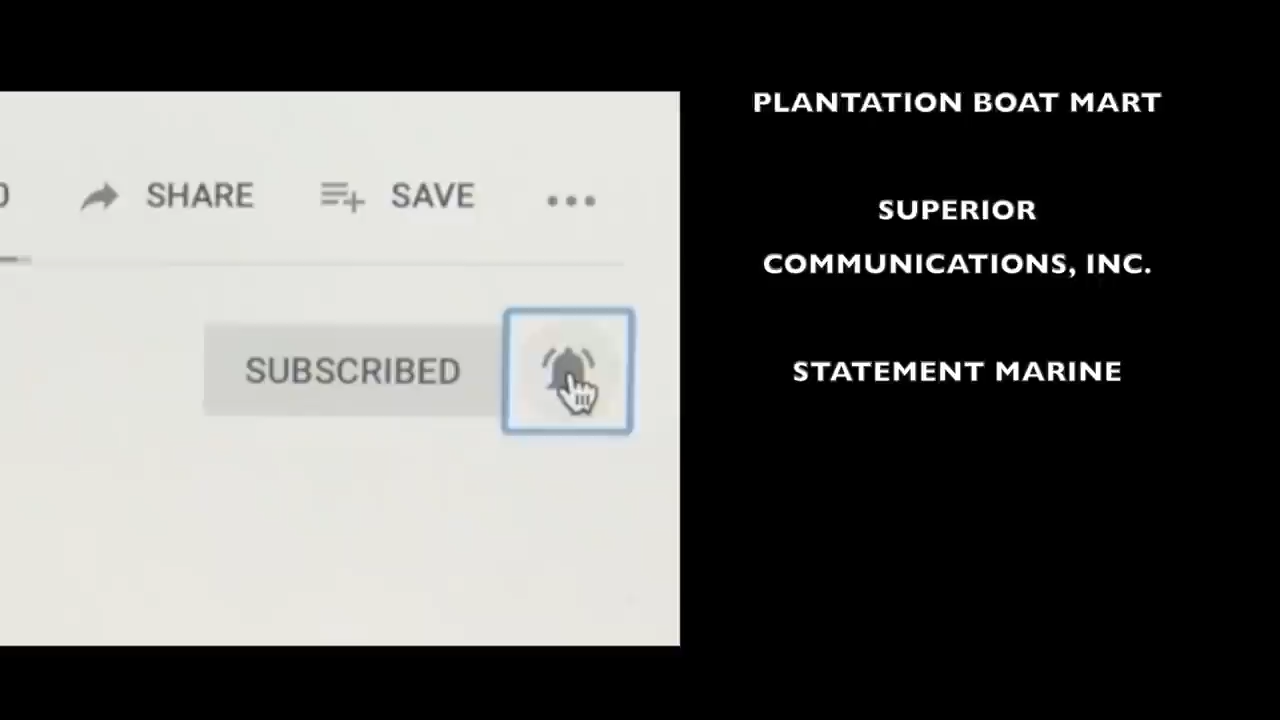 SHARE
SAVE
SUBSCRIBED
PLANTATION BOAT MART
SUPERIOR
COMMUNICATIONS, INC.
STATEMENT MARINE